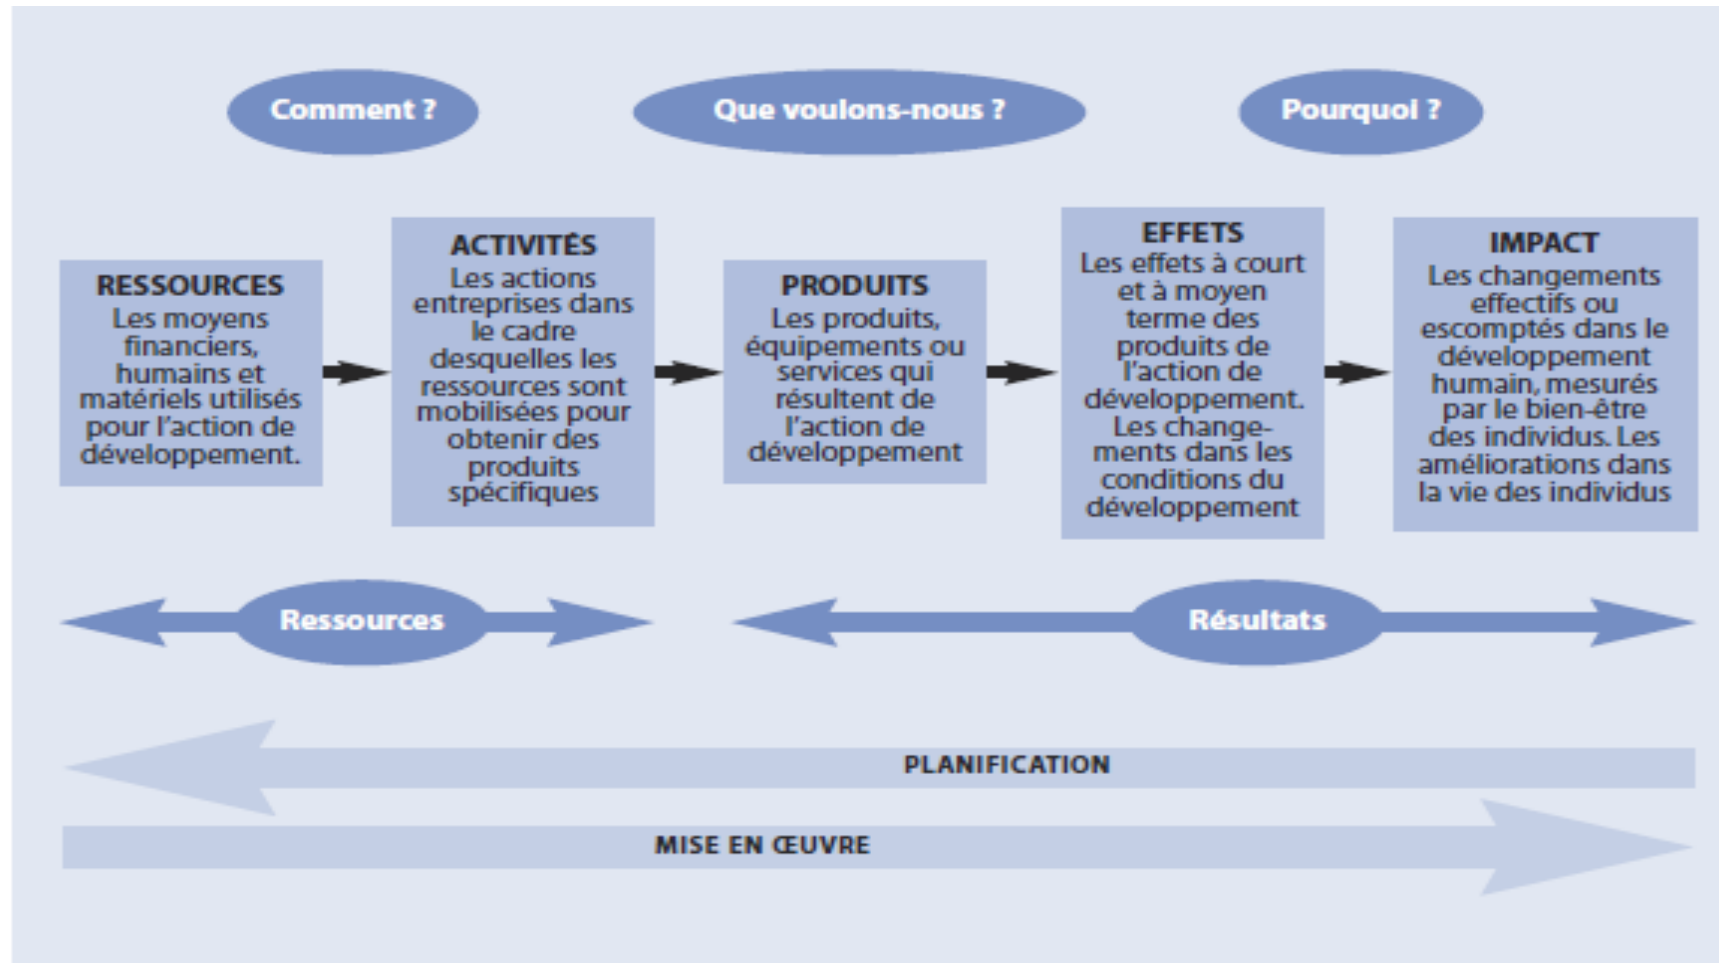 Comment ?
Que voulons-nous ?
Pourquoi ?
RESSOURCES
Les moyens
financiers,
humains et
matériels utilisés
pour l'action de
développement.
ACTIVITÉS
Les actions
entreprises dans
le cadre
desquelles les
ressources sont
mobilisées pour
obtenir des
produits
spécifiques
PRODUITS
Les produits,
équipements ou
services qui
résultent de
l'action de
développement
EFFETS
Les effets à court
et à moyen
terme des
produits de
l'action de
développement.
Les change-
ments dans les
conditions du
développement
IMPACT
Les changements
effectifs ou
escomptés dans le
développement
humain, mesurés
par le bien-être
des individus. Les
améliorations dans
la vie des individus
Ressources
Résultats
PLANIFICATION
MISE EN ŒUVRE